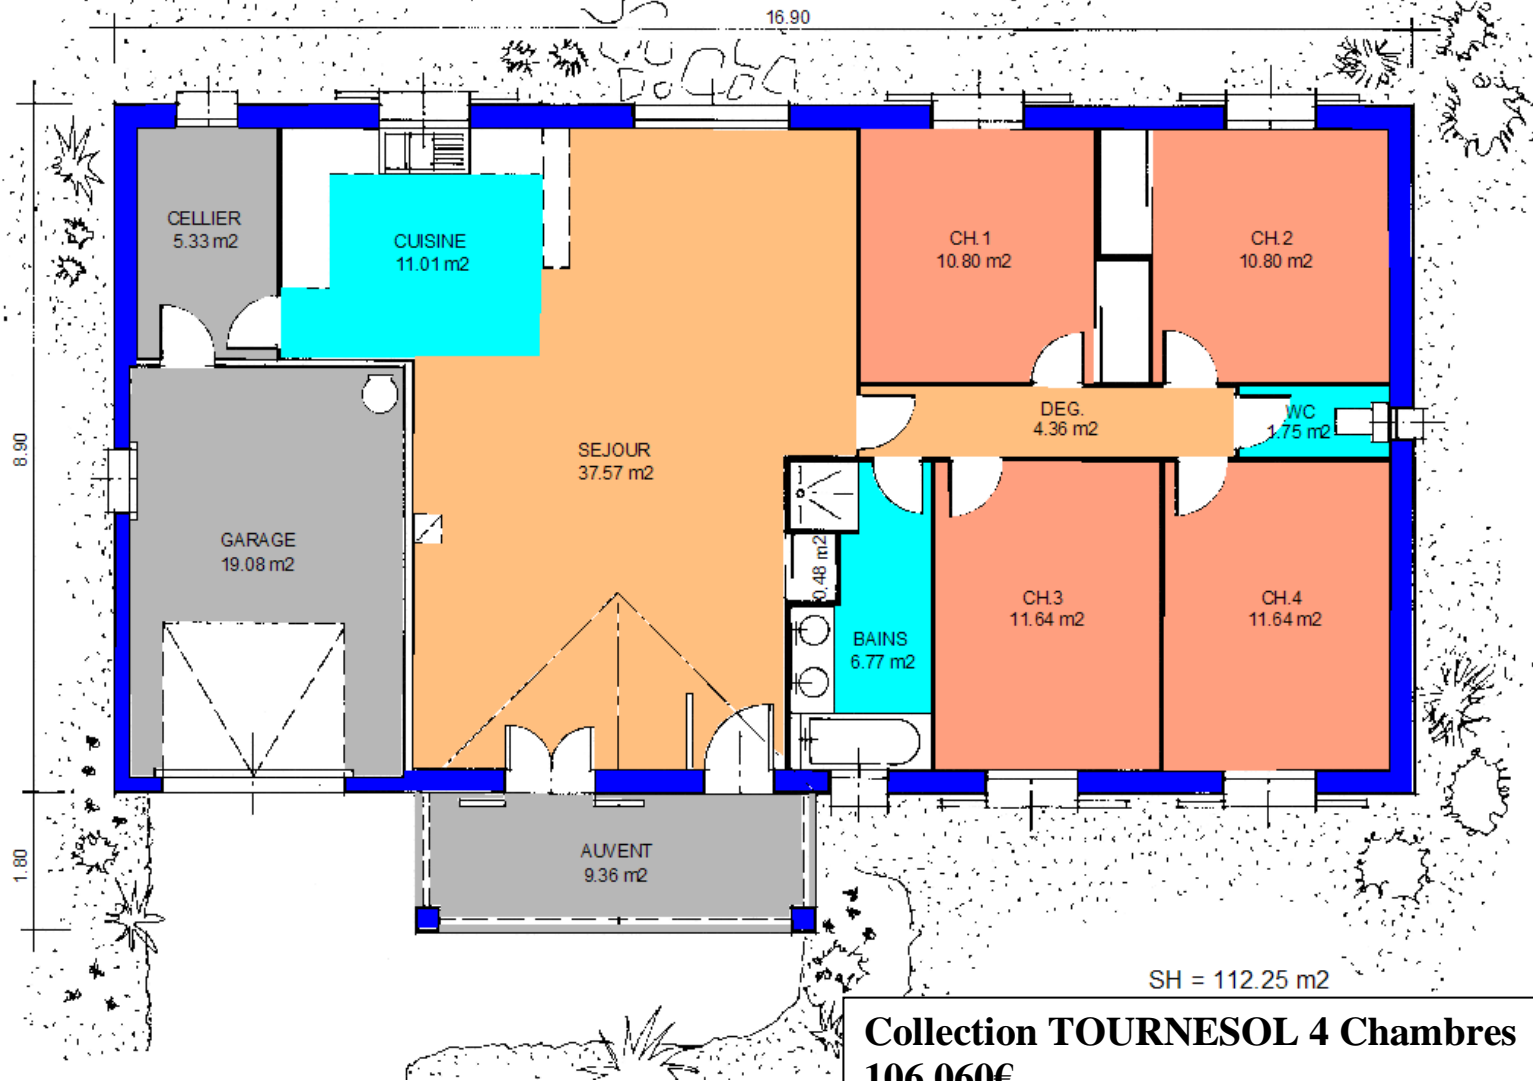 16.90
CELLIER
5.33 m2
CUISINE
11.01 m2
CH.1
10.80 m2
CH.2
10.80 m2
8.90
SEJOUR
37.57 m2
DEG.
4.36 m2
WC
1.75 m2
GARAGE
19.08 m2
0.48 m2
BAINS
6.77 m2
CH.3
11.64 m2
CH.4
11.64 m2
1.80
AUVENT
9.36 m2
SH = 112.25 m2
Collection TOURNESOL 4 Chambres
106 060€